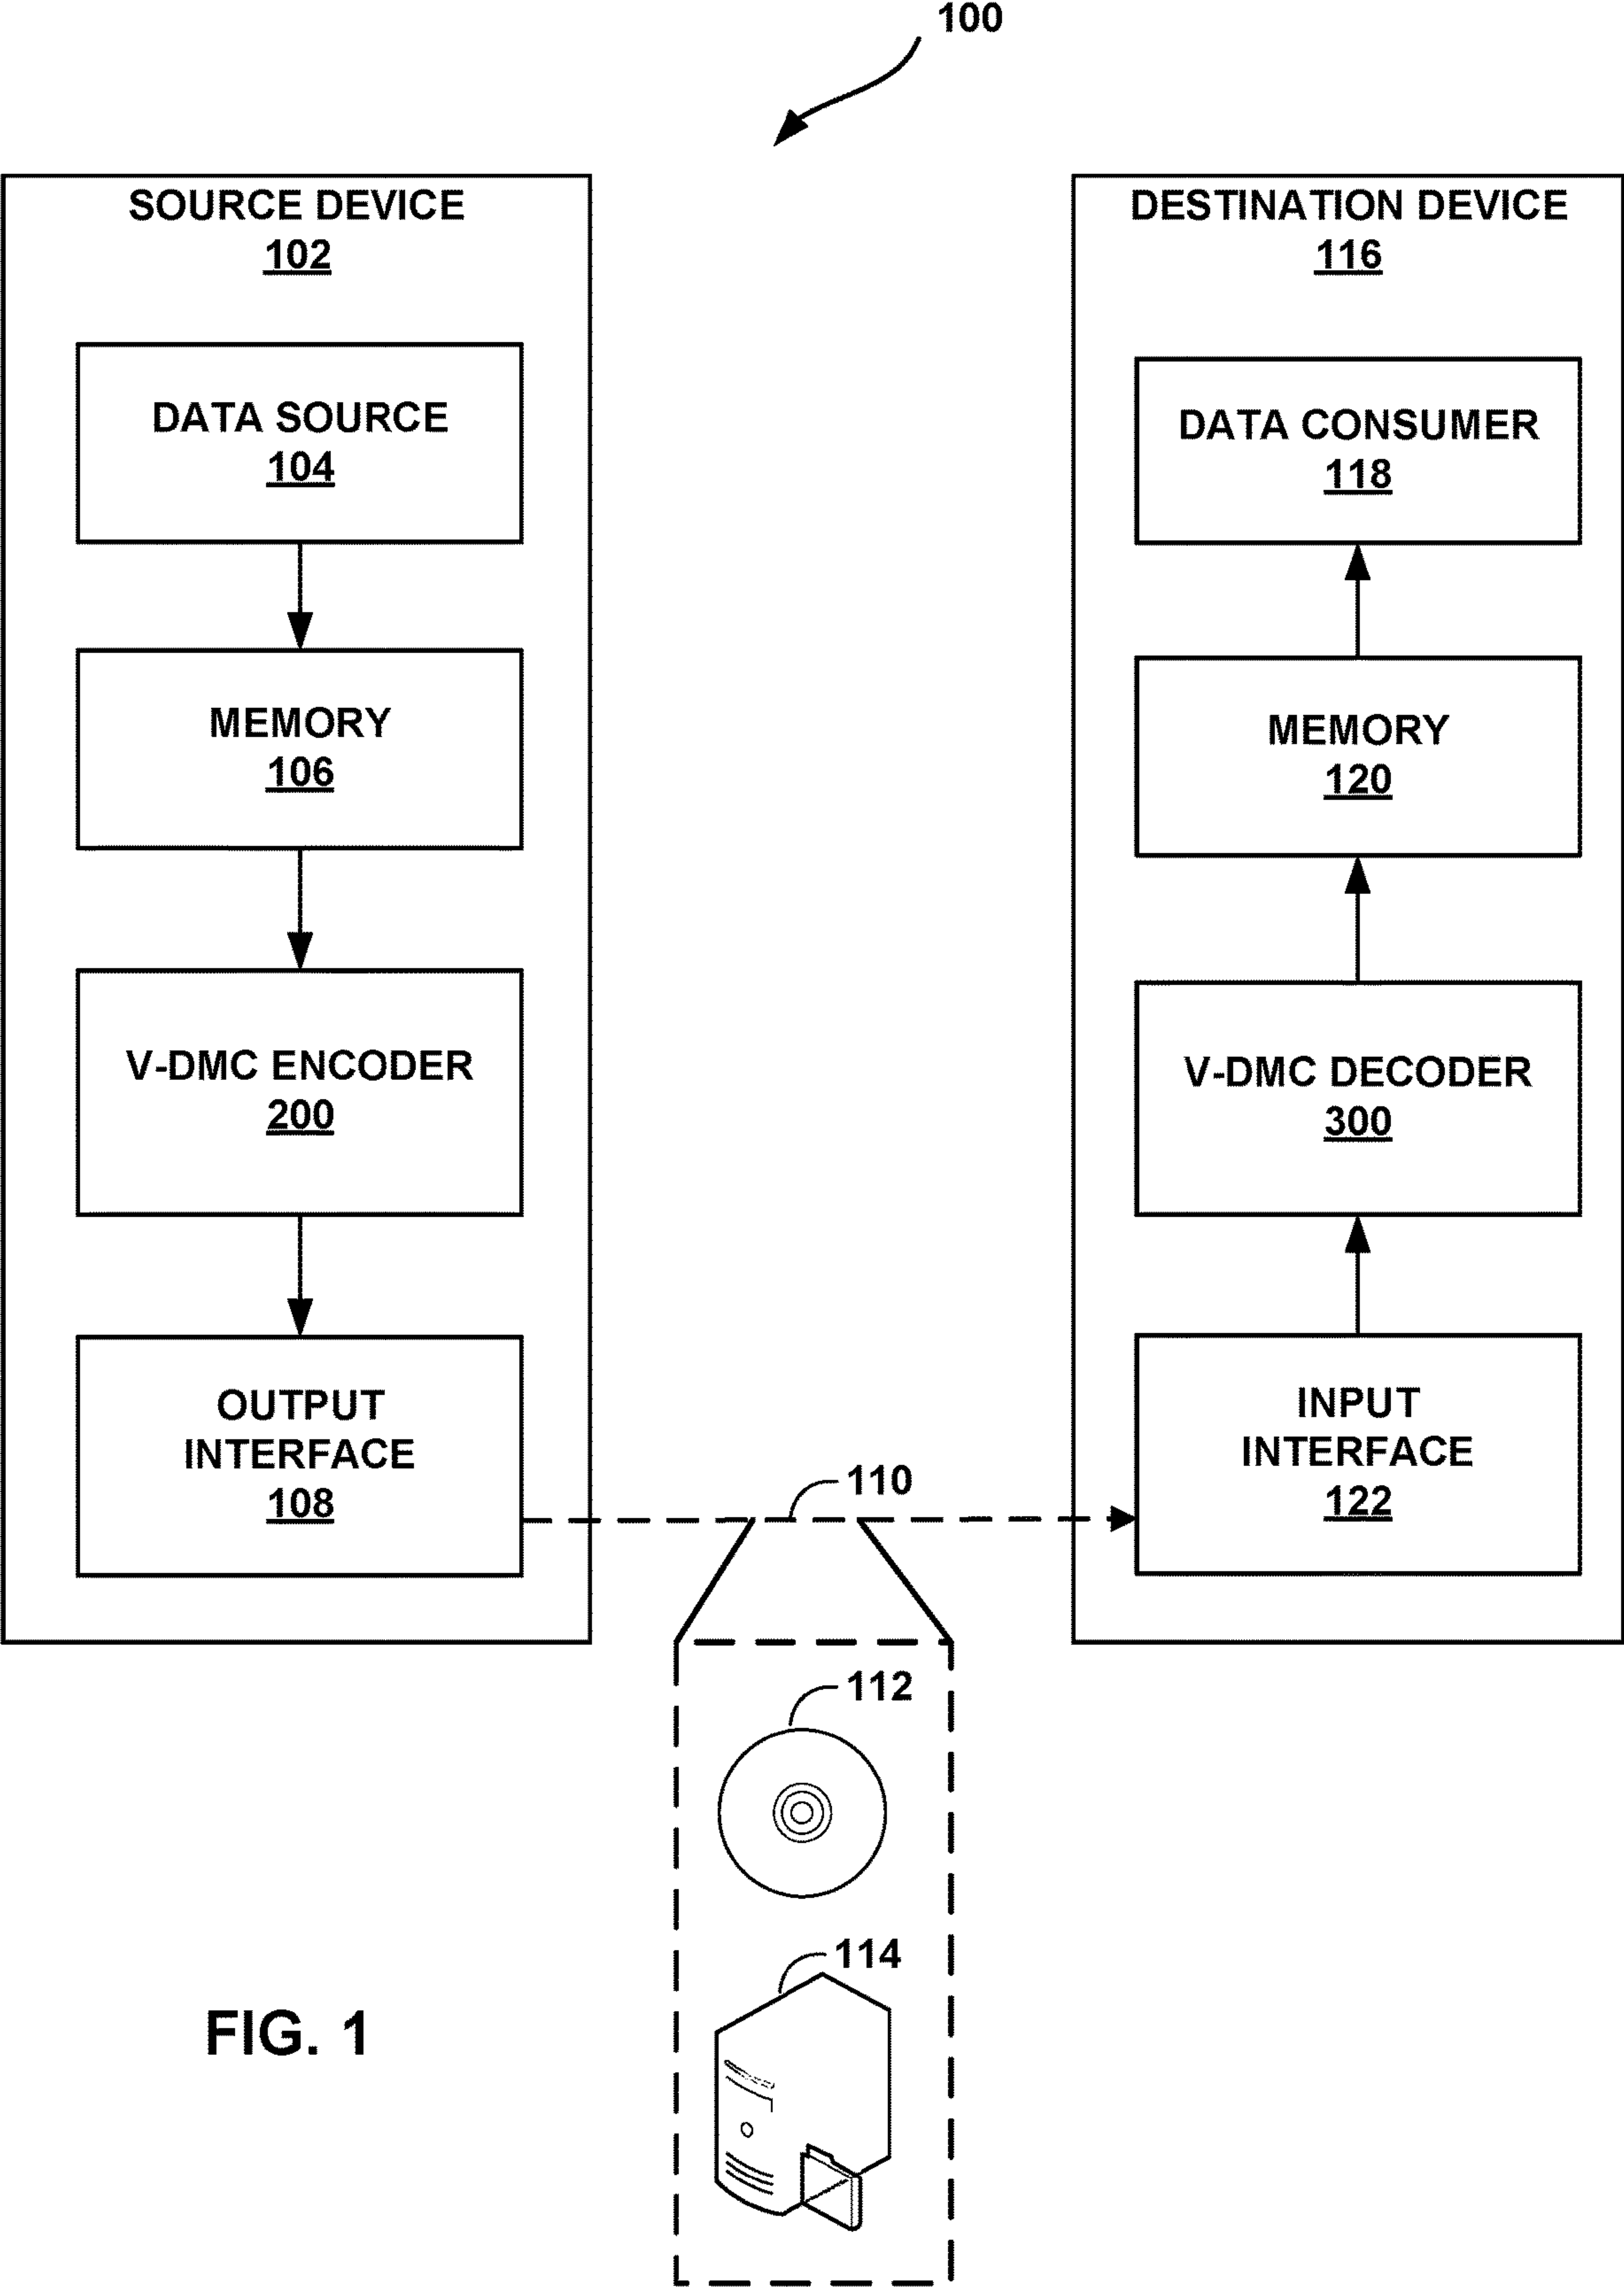 100
SOURCE DEVICE
102
DATA SOURCE
104
MEMORY
106
V-DMC ENCODER
200
OUTPUT
INTERFACE
108
DESTINATION DEVICE
116
DATA CONSUMER
118
MEMORY
120
V-DMC DECODER
300
INPUT
INTERFACE
122
110
112
114
FIG. 1